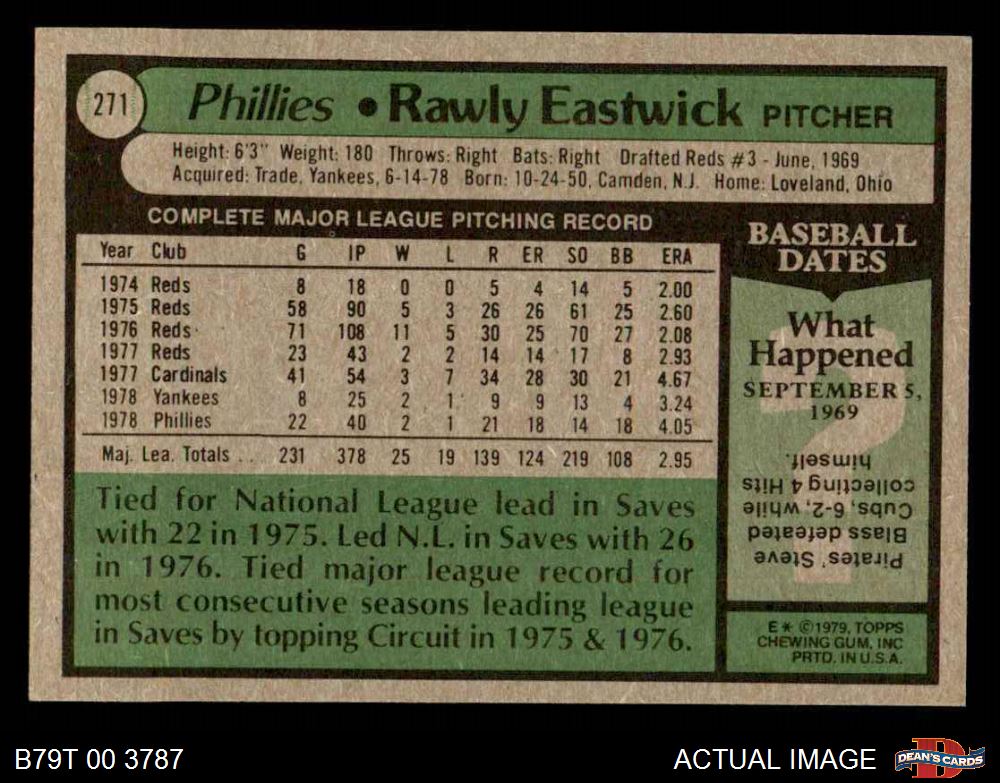 271
Phillies • Rawly Eastwick PITCHER
Height: 6'3" Weight: 180 Throws: Right Bats: Right Drafted Reds #3 - June, 1969
Acquired: Trade, Yankees, 6-14-78 Born: 10-24-50, Camden, N.J. Home: Loveland, Ohio
COMPLETE MAJOR LEAGUE PITCHING RECORD
Year Club G IP W L R ER SO BB ERA
1974 Reds 8 18 0 0 5 4 14 5 2.00
1975 Reds 58 90 5 3 26 26 61 25 2.60
1976 Reds 71 108 11 5 30 25 70 27 2.08
1977 Reds 23 43 2 2 14 14 17 8 2.93
1977 Cardinals 41 54 3 7 34 28 30 21 4.67
1978 Yankees 8 25 2 1 9 9 13 4 3.24
1978 Phillies 22 40 2 1 21 18 14 18 4.05
Maj. Lea. Totals .. 231 378 25 19 139 124 219 108 2.95
Tied for National League lead in Saves
with 22 in 1975. Led N.L. in Saves with 26
in 1976. Tied major league record for
most consecutive seasons leading league
in Saves by topping Circuit in 1975 & 1976.
BASEBALL
DATES
What
Happened
SEPTEMBER 5,
1969
?
Pirates' Steve
Blass defeated
Cubs, 6-2, while
collecting 4 Hits
himself.
E* ©1979, TOPPS
CHEWING GUM, INC
PRTD. IN U.S.A.
B79T 00 3787
ACTUAL IMAGE
D
DEAN'S CARDS